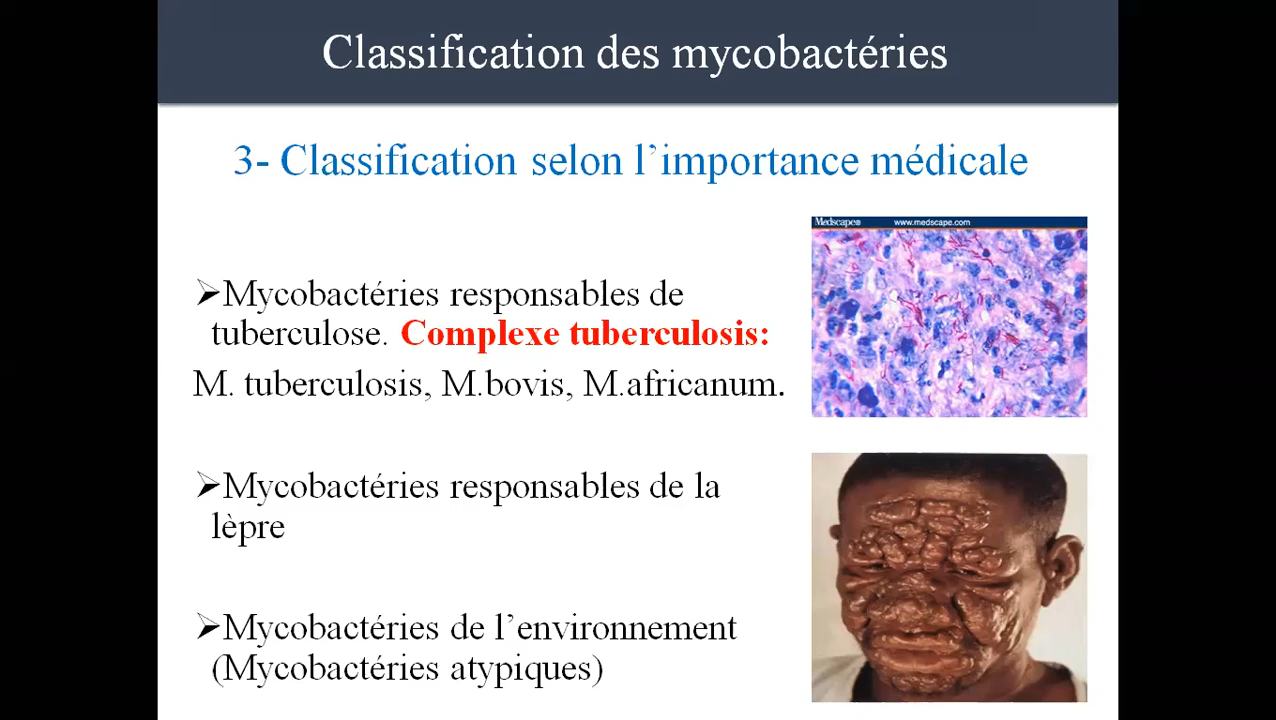 Classification des mycobactéries
3- Classification selon l’importance médicale
Medscape® www.medscape.com
➢Mycobactéries responsables de
tuberculose. Complexe tuberculosis:
M. tuberculosis, M.bovis, M.africanum.
➢Mycobactéries responsables de la
lèpre
➢Mycobactéries de l’environnement
(Mycobactéries atypiques)